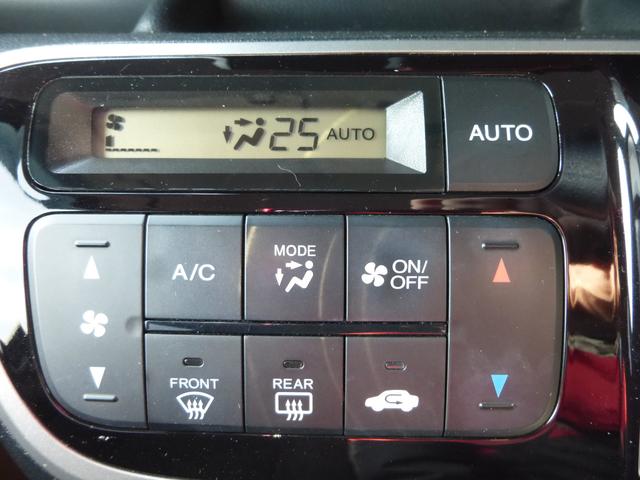 25 AUTO
AUTO
A/C
MODE
ON/
OFF
FRONT
REAR